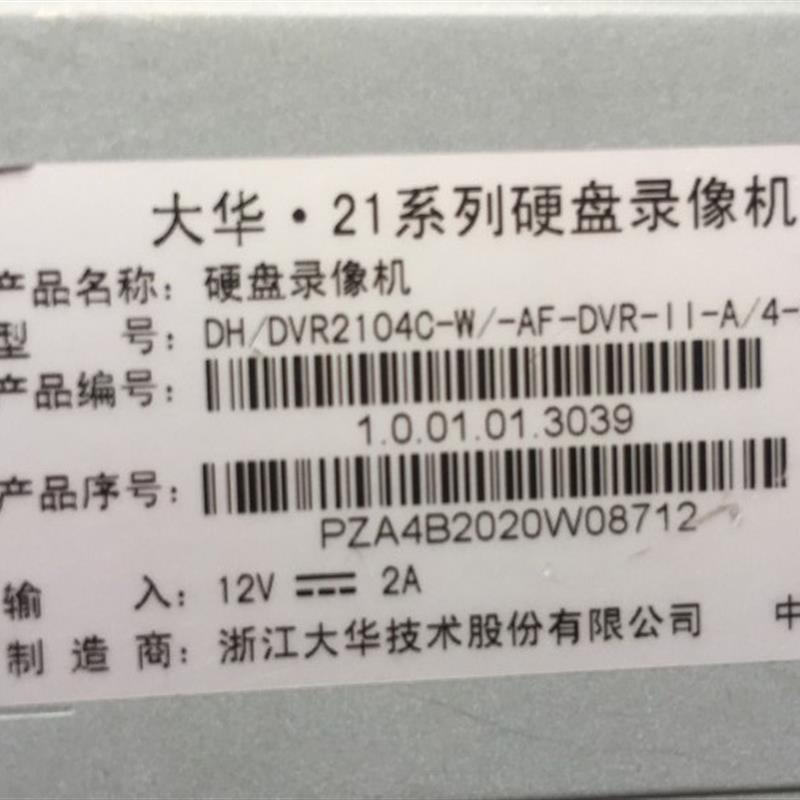 大华·21系列硬盘录像机
产品名称：硬盘录像机
型 号：DH/DVR2104C-W/-AF-DVR-II-A/4-
产品编号：
1.0.01.01.3039
产品序号：
PZA4B2020W08712
输 入：12V ⎓ 2A
制 造 商：浙江大华技术股份有限公司 中